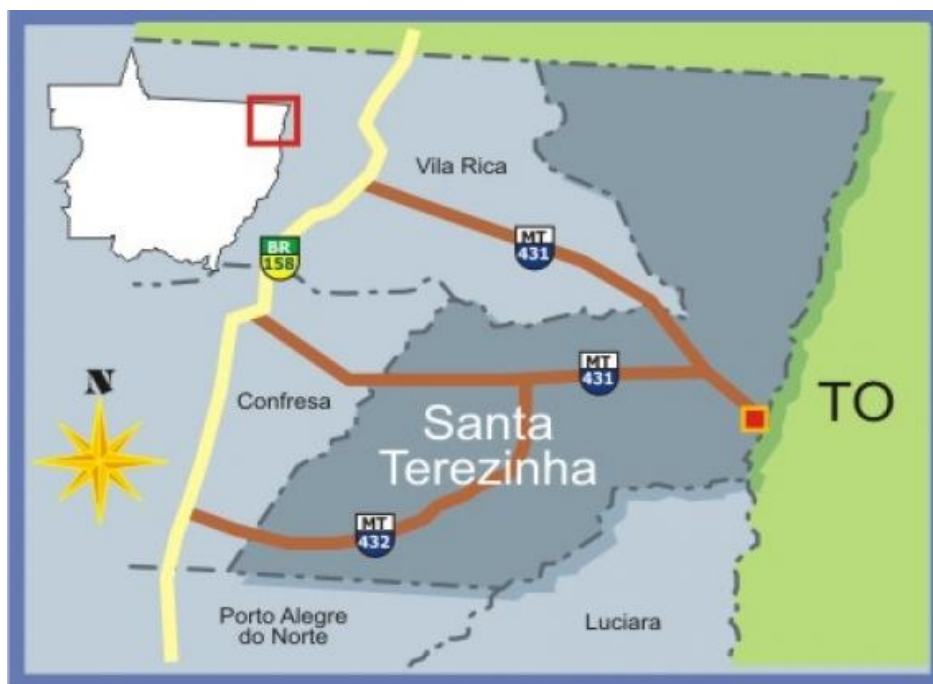 Vila Rica
MT
431
BR
158
MT
431
N
Confresa
TO
Santa
Terezinha
MT
432
Porto Alegre
do Norte
Luciara